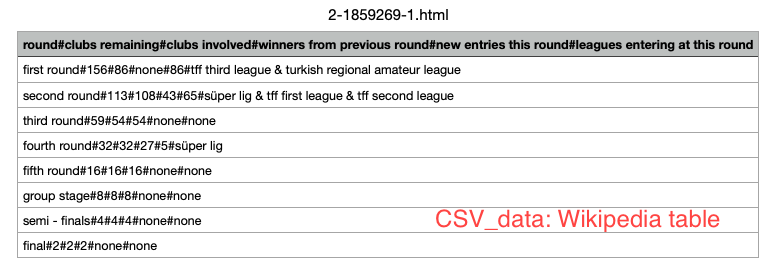 2-1859269-1.html
round#clubs remaining#clubs involved#winners from previous round#new entries this round#leagues entering at this round
first round#156#86#none#86#tff third league & turkish regional amateur league
second round#113#108#43#65#süper lig & tff first league & tff second league
third round#59#54#54#none#none
fourth round#32#32#27#5#süper lig
fifth round#16#16#16#none#none
group stage#8#8#8#none#none
semi - finals#4#4#4#none#none
CSV_data: Wikipedia table
final#2#2#2#none#none